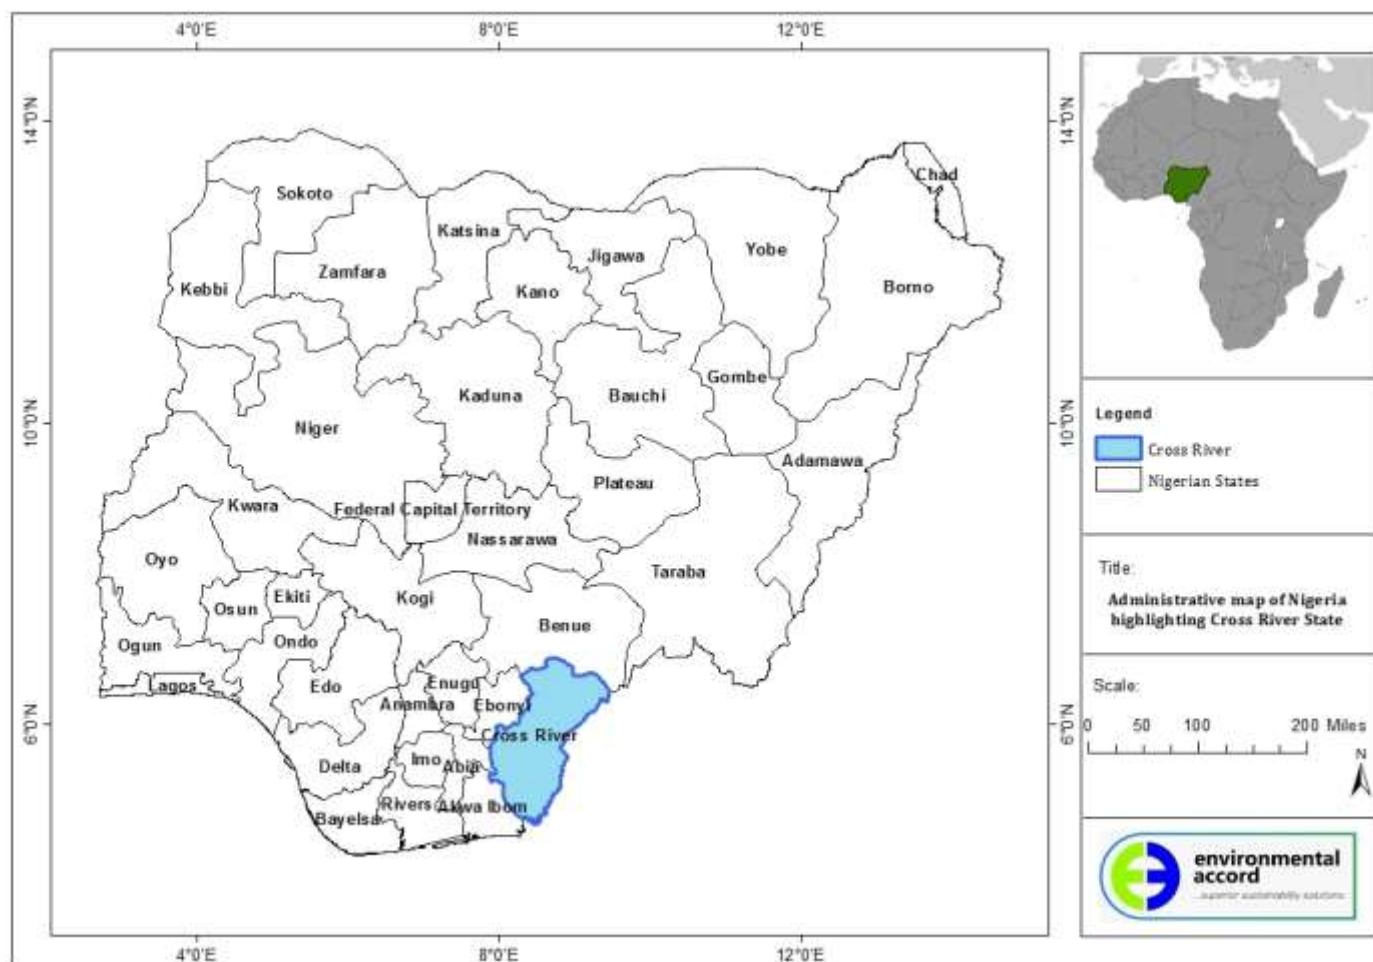 4°0'E 8°0'E 12°0'E
14°0'N 14°0'N
10°0'N 10°0'N
6°0'N 6°0'N
Chad
Sokoto
Katsina
Yobe
Jigawa
Zamfara
Borno
Kebbi
Kano
Gombe
Kaduna
Bauchi
Niger
Adamawa
Plateau
Kwara
Federal Capital Territory
Nassarawa
Oyo
Taraba
Ekiti
Kogi
Osun
Benue
Ogun
Ondo
Lagos
Edo
Enugu
Anambra
Ebonyi
Cross River
Delta
Imo
Abia
Rivers
Akwa Ibom
Bayelsa
4°0'E 8°0'E 12°0'E
Legend
Cross River
Nigerian States
Title:
Administrative map of Nigeria
highlighting Cross River State
Scale:
0 50 100 200 Miles
N
environmental
accord
...superior sustainability solutions